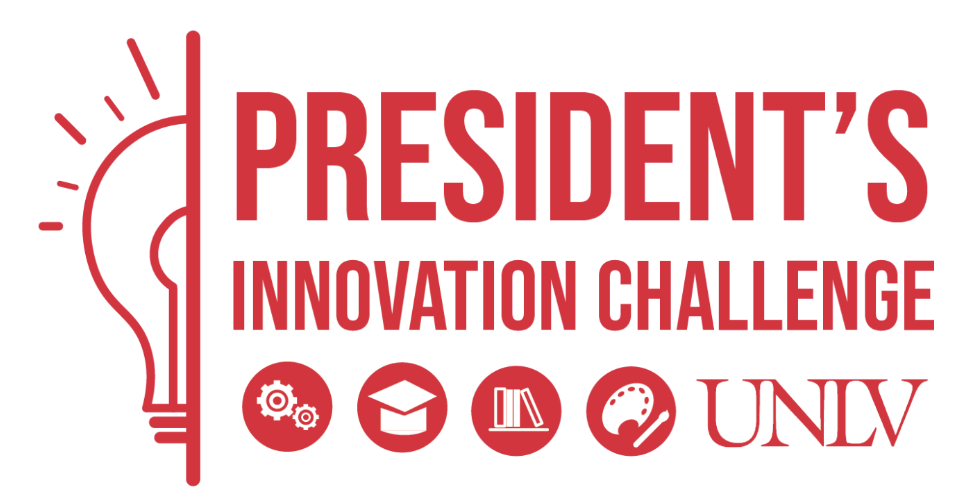 PRESIDENT'S
INNOVATION CHALLENGE
UNLV